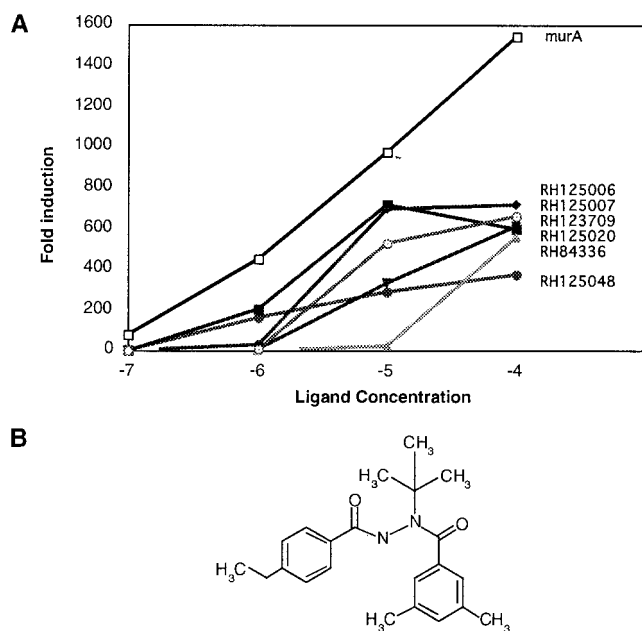 A
1600
1400
1200
1000
800
600
400
200
0
Fold induction
-7
-6
-5
-4
Ligand Concentration
murA
RH125006
RH125007
RH123709
RH125020
RH84336
RH125048
B
CH₃
H₃C
CH₃
O
N
N
O
H₃C
H₃C
CH₃